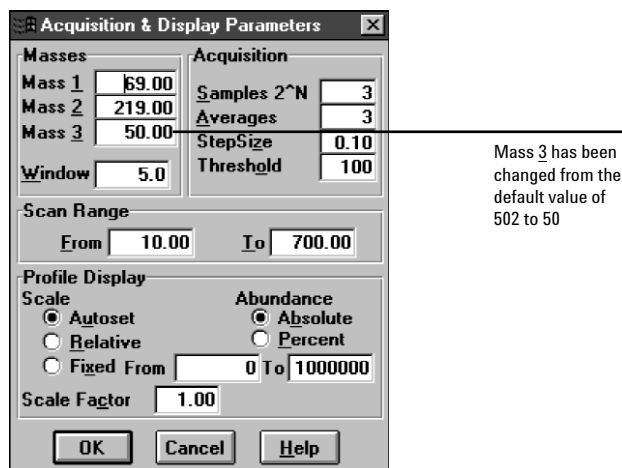 Acquisition & Display Parameters
Masses
Mass 1 69.00
Mass 2 219.00
Mass 3 50.00
Window 5.0
Acquisition
Samples 2^N 3
Averages 3
StepSize 0.10
Threshold 100
Mass 3 has been
changed from the
default value of
502 to 50
Scan Range
From 10.00 To 700.00
Profile Display
Scale
Autoset
Relative
Fixed From 0 To 1000000
Abundance
Absolute
Percent
Scale Factor 1.00
OK Cancel Help